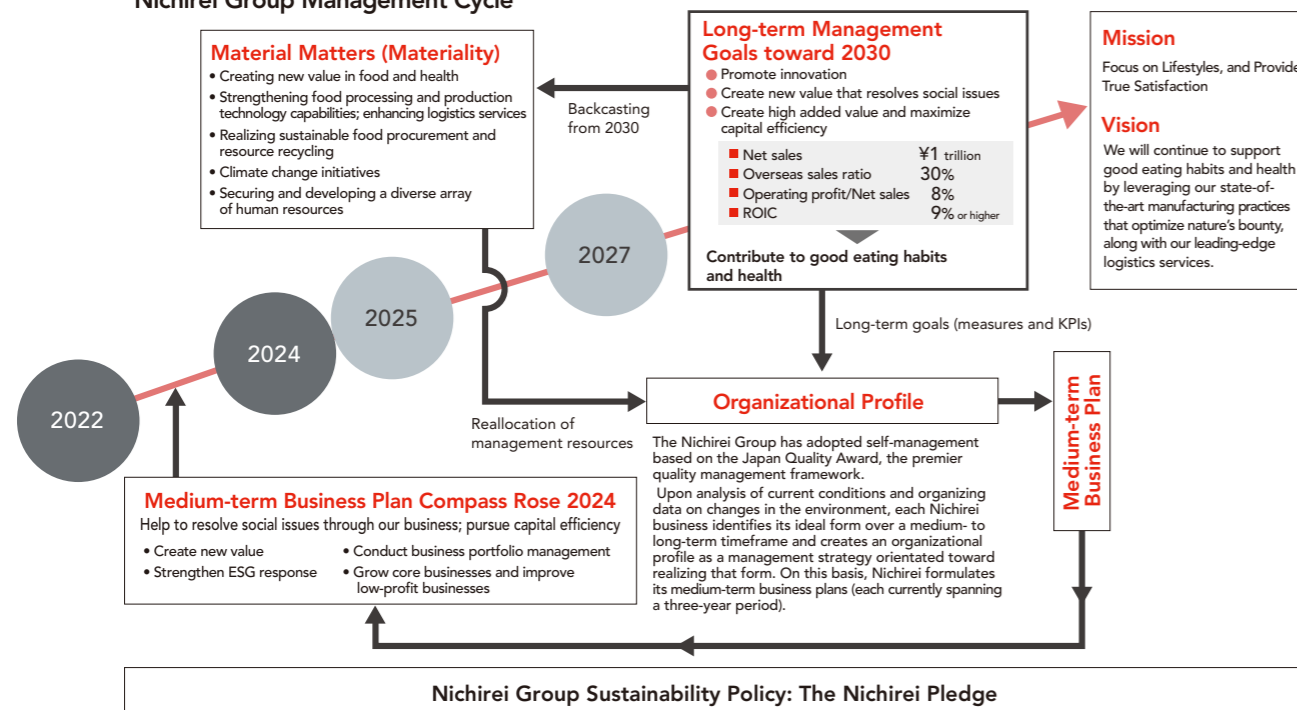 Nichirei Group Management Cycle
Material Matters (Materiality)
• Creating new value in food and health
• Strengthening food processing and production
technology capabilities; enhancing logistics services
• Realizing sustainable food procurement and
resource recycling
• Climate change initiatives
• Securing and developing a diverse array
of human resources
Backcasting
from 2030
Long-term Management
Goals toward 2030
Promote innovation
Create new value that resolves social issues
Create high added value and maximize
capital efficiency
Net sales ¥1 trillion
Overseas sales ratio 30%
Operating profit/Net sales 8%
ROIC 9% or higher
Contribute to good eating habits
and health
Mission
Focus on Lifestyles, and Provide
True Satisfaction
Vision
We will continue to support
good eating habits and health
by leveraging our state-of-
the-art manufacturing practices
that optimize nature's bounty,
along with our leading-edge
logistics services.
2022
2024
2025
2027
Long-term goals (measures and KPIs)
Reallocation of
management resources
Organizational Profile
The Nichirei Group has adopted self-management
based on the Japan Quality Award, the premier
quality management framework.
Upon analysis of current conditions and organizing
data on changes in the environment, each Nichirei
business identifies its ideal form over a medium- to
long-term timeframe and creates an organizational
profile as a management strategy orientated toward
realizing that form. On this basis, Nichirei formulates
its medium-term business plans (each currently spanning
a three-year period).
Medium-term
Business Plan
Medium-term Business Plan Compass Rose 2024
Help to resolve social issues through our business; pursue capital efficiency
• Create new value
• Strengthen ESG response
• Conduct business portfolio management
• Grow core businesses and improve
low-profit businesses
Nichirei Group Sustainability Policy: The Nichirei Pledge